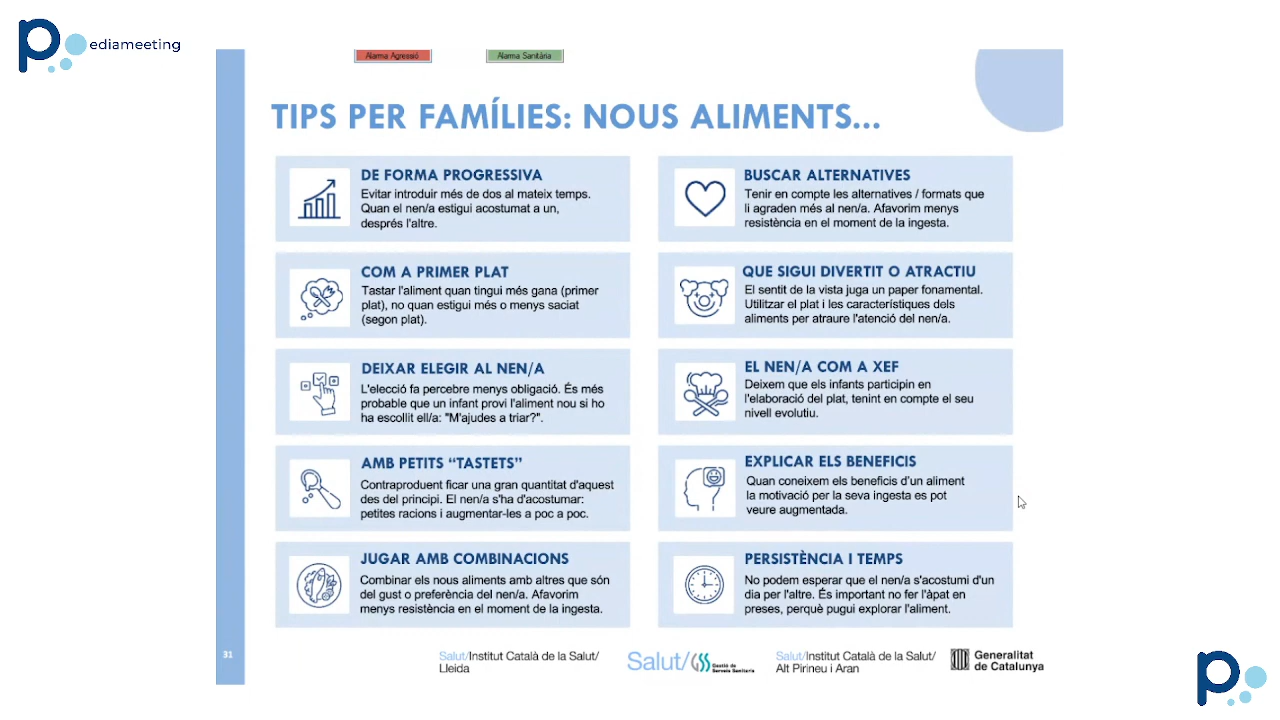 Pediameeting
Alarma Agressió
Alarma Sanitària
TIPS PER FAMÍLIES: NOUS ALIMENTS...
DE FORMA PROGRESSIVA
Evitar introduir més de dos al mateix temps.
Quan el nen/a estigui acostumat a un,
després l'altre.
COM A PRIMER PLAT
Tastar l'aliment quan tingui més gana (primer
plat), no quan estigui més o menys saciat
(segon plat).
DEIXAR ELEGIR AL NEN/A
L'elecció fa percebre menys obligació. És més
probable que un infant provi l'aliment nou si ho
ha escollit ell/a: "M'ajudes a triar?".
AMB PETITS “TASTETS”
Contraproduent ficar una gran quantitat d'aquest
des del principi. El nen/a s'ha d'acostumar:
petites racions i augmentar-les a poc a poc.
JUGAR AMB COMBINACIONS
Combinar els nous aliments amb altres que són
del gust o preferència del nen/a. Afavorim
menys resistència en el moment de la ingesta.
BUSCAR ALTERNATIVES
Tenir en compte les alternatives / formats que
li agraden més al nen/a. Afavorim menys
resistència en el moment de la ingesta.
QUE SIGUI DIVERTIT O ATRACTIU
El sentit de la vista juga un paper fonamental.
Utilitzar el plat i les característiques dels
aliments per atraure l'atenció del nen/a.
EL NEN/A COM A XEF
Deixem que els infants participin en
l'elaboració del plat, tenint en compte el seu
nivell evolutiu.
EXPLICAR ELS BENEFICIS
Quan coneixem els beneficis d’un aliment
la motivació per la seva ingesta es pot
veure augmentada.
PERSISTÈNCIA I TEMPS
No podem esperar que el nen/a s'acostumi d'un
dia per l'altre. És important no fer l'àpat en
preses, perquè pugui explorar l'aliment.
31
Salut/Institut Català de la Salut/
Lleida
Salut/GSS Gestió de
Serveis Sanitaris
Salut/Institut Català de la Salut/
Alt Pirineu i Aran
Generalitat
de Catalunya
P